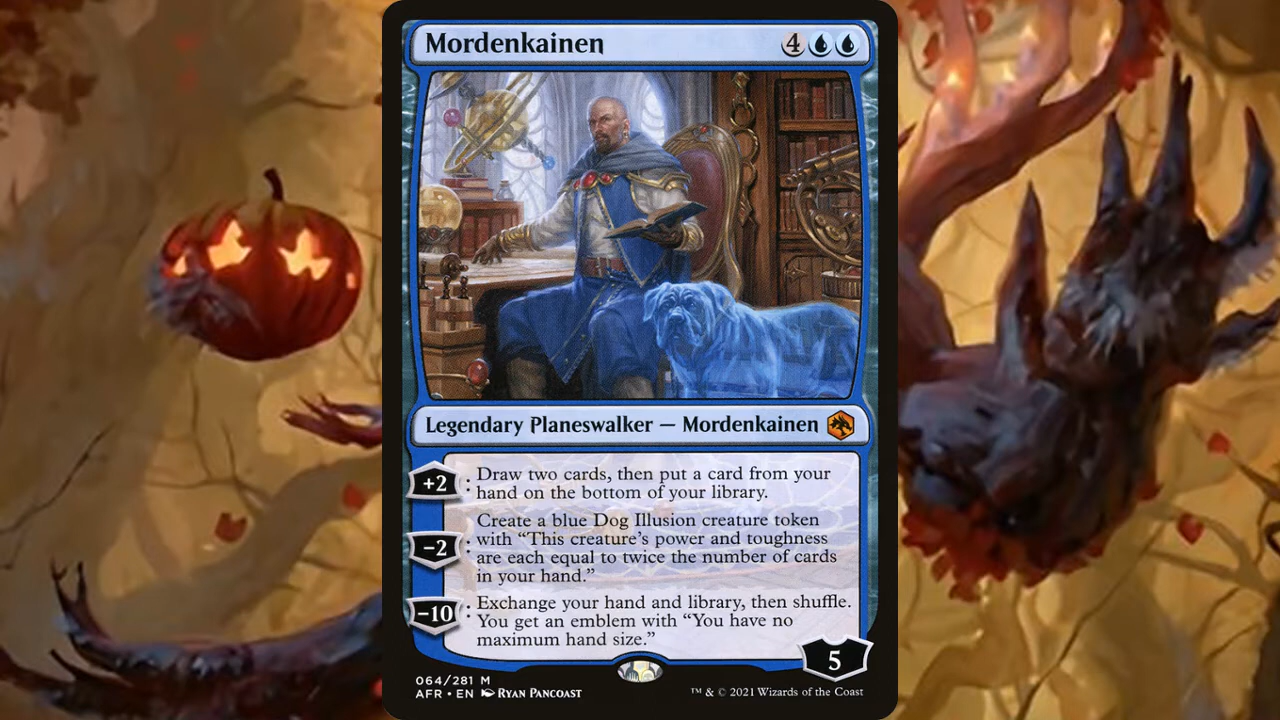 Mordenkainen 4
Legendary Planeswalker — Mordenkainen
+2 : Draw two cards, then put a card from your
hand on the bottom of your library.
−2 : Create a blue Dog Illusion creature token
with “This creature's power and toughness
are each equal to twice the number of cards
in your hand.”
−10 : Exchange your hand and library, then shuffle.
You get an emblem with “You have no
maximum hand size.”
5
064/281 M
AFR • EN Ryan Pancoast
™ & © 2021 Wizards of the Coast